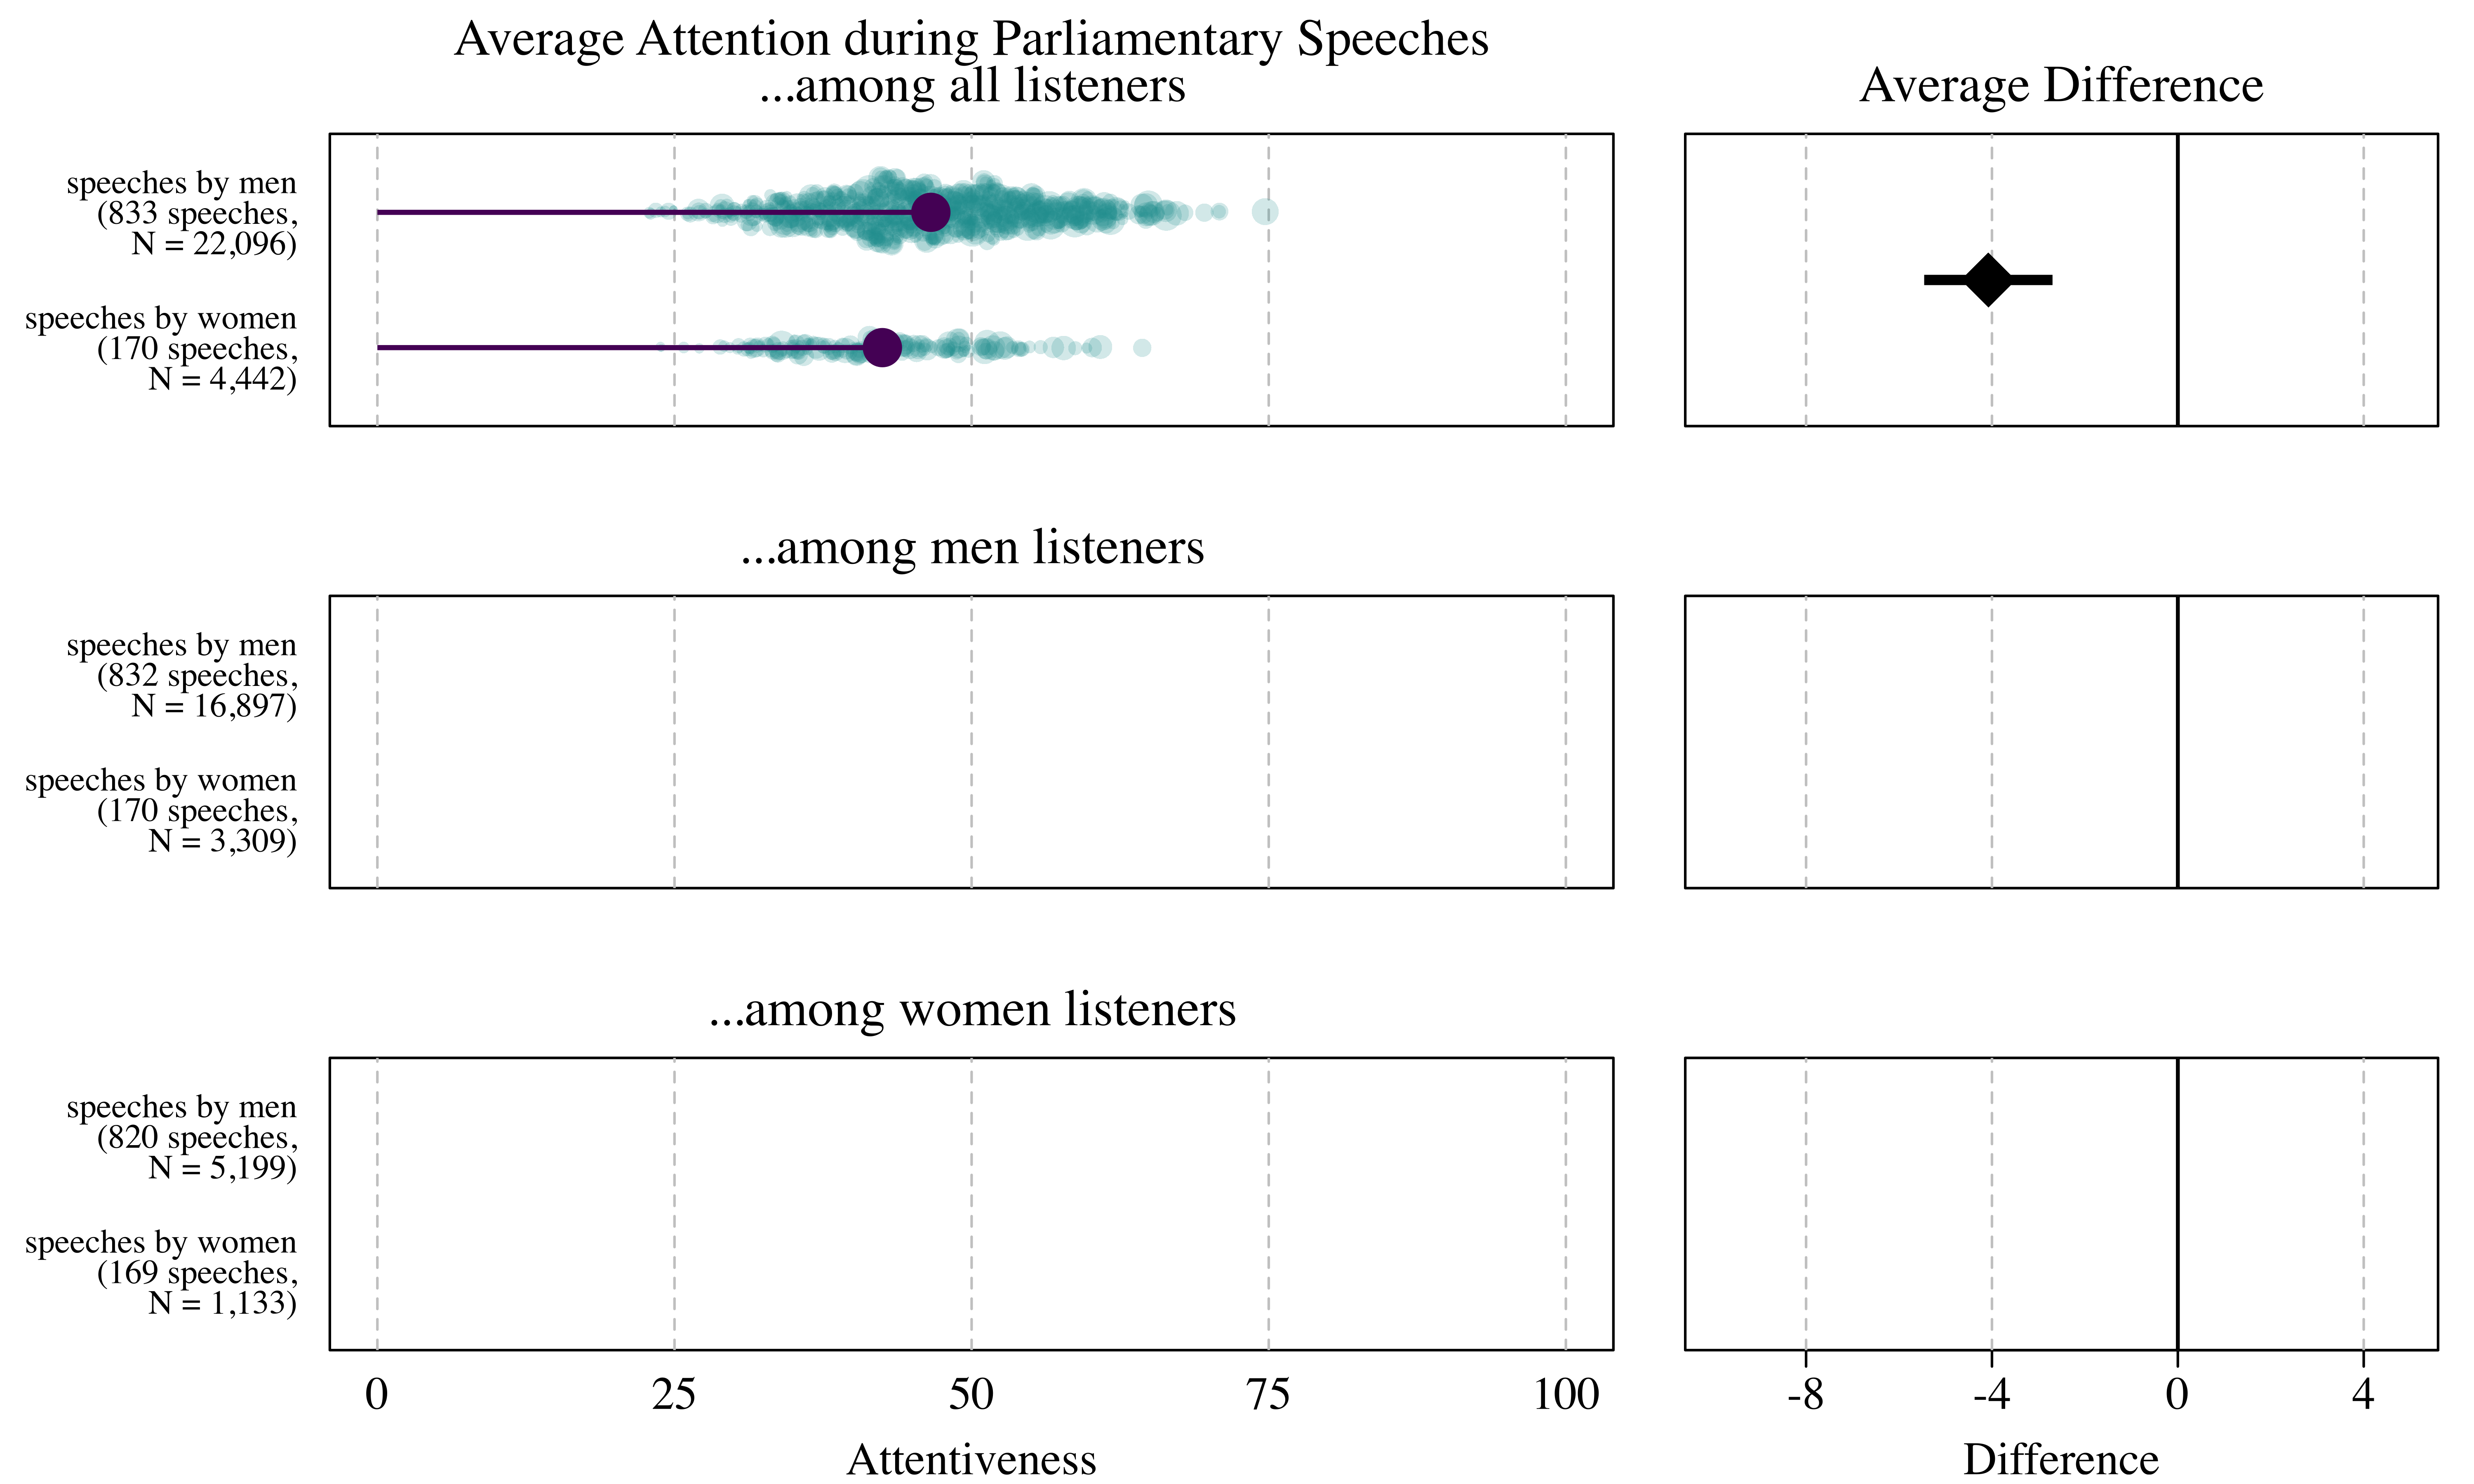 Average Attention during Parliamentary Speeches
...among all listeners
Average Difference
speeches by men
(833 speeches,
N = 22,096)
speeches by women
(170 speeches,
N = 4,442)
...among men listeners
speeches by men
(832 speeches,
N = 16,897)
speeches by women
(170 speeches,
N = 3,309)
...among women listeners
speeches by men
(820 speeches,
N = 5,199)
speeches by women
(169 speeches,
N = 1,133)
0 25 50 75 100
Attentiveness
-8 -4 0 4
Difference